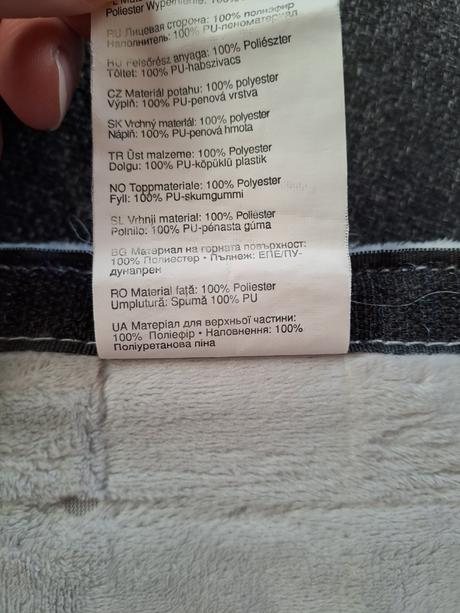 Poliester Wypełnienie: 100%
RU Лицевая сторона: 100% полиэфир
Наполнитель: 100% PU-пеноматериал
HU Felsőrész anyaga: 100% Poliészter
Töltet: 100% PU-habszivacs
CZ Materiál potahu: 100% polyester
Výplň: 100% PU-penová vrstva
SK Vrchný materiál: 100% polyester
Náplň: 100% PU-penová hmota
TR Üst malzeme: 100% Polyester
Dolgu: 100% PU-köpüklü plastik
NO Toppmateriale: 100% Polyester
Fyll: 100% PU-skumgummi
SL Vrhnji material: 100% Poliester
Polnilo: 100% PU-penasta guma
BG Материал на горната повърхност:
100% Полиестер • Пълнеж: ЕПЕ/ПУ-
дунапрен
RO Material față: 100% Poliester
Umplutură: Spumă 100% PU
UA Матеріал для верхньої частини:
100% Поліефір • Наповнення: 100%
Поліуретанова піна